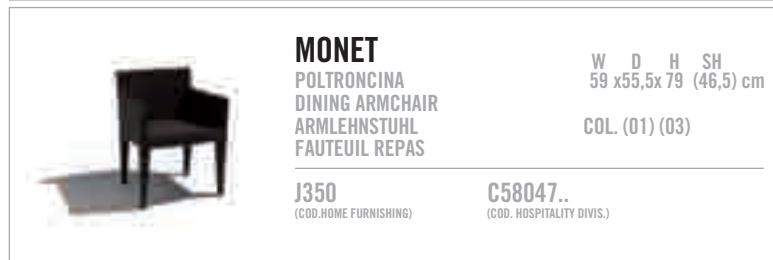 MONET
POLTRONCINA
DINING ARMCHAIR
ARMLEHNSTUHL
FAUTEUIL REPAS
W D H SH
59 x55,5x 79 (46,5) cm
COL. (01) (03)
J350
(COD.HOME FURNISHING)
C58047..
(COD. HOSPITALITY DIVIS.)